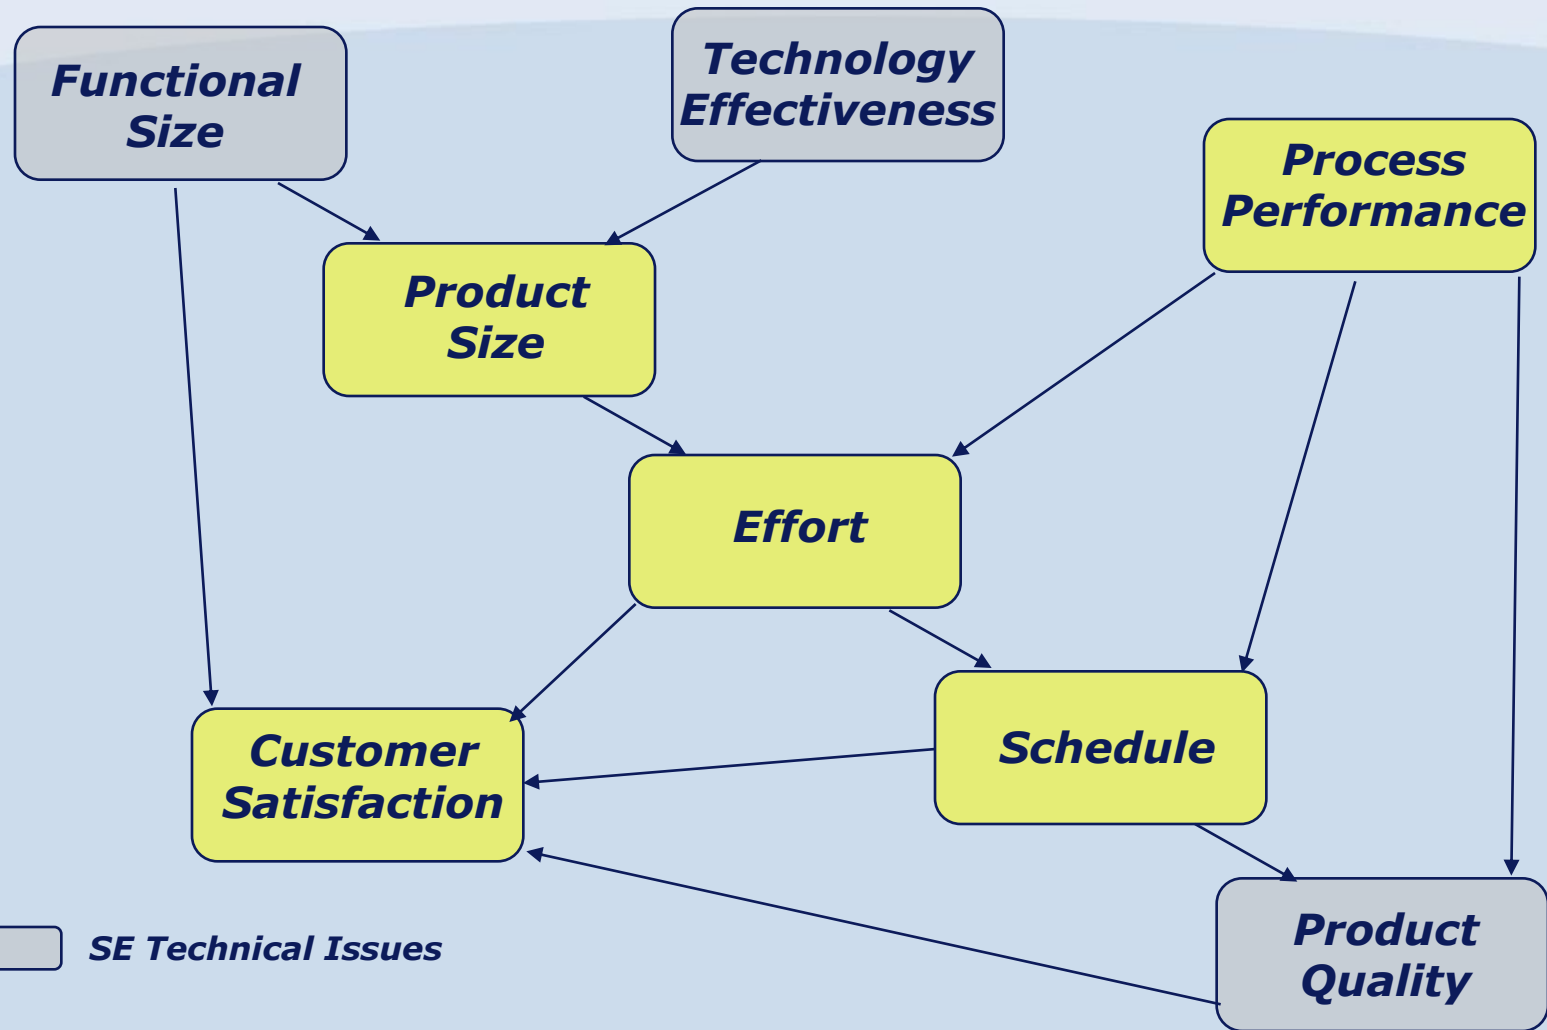 Functional
Size
Technology
Effectiveness
Process
Performance
Product
Size
Effort
Customer
Satisfaction
Schedule
Product
Quality
SE Technical Issues